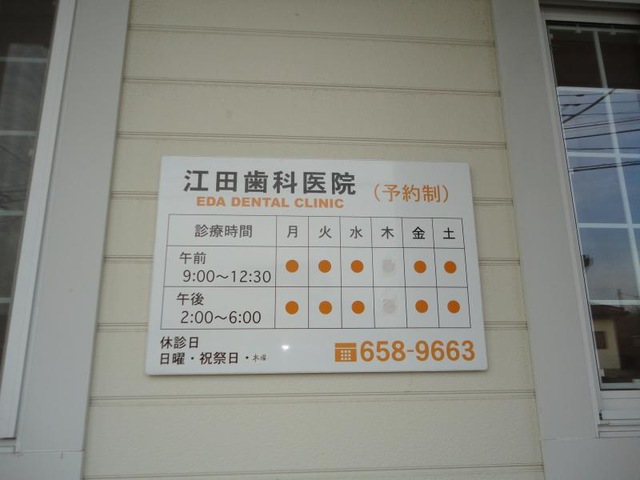 江田歯科医院 (予約制)
EDA DENTAL CLINIC
診療時間 月 火 水 木 金 土
午前 9:00〜12:30 ● ● ● ● ● ●
午後 2:00〜6:00 ● ● ● ● ●
休診日
日曜・祝祭日・木曜
658-9663